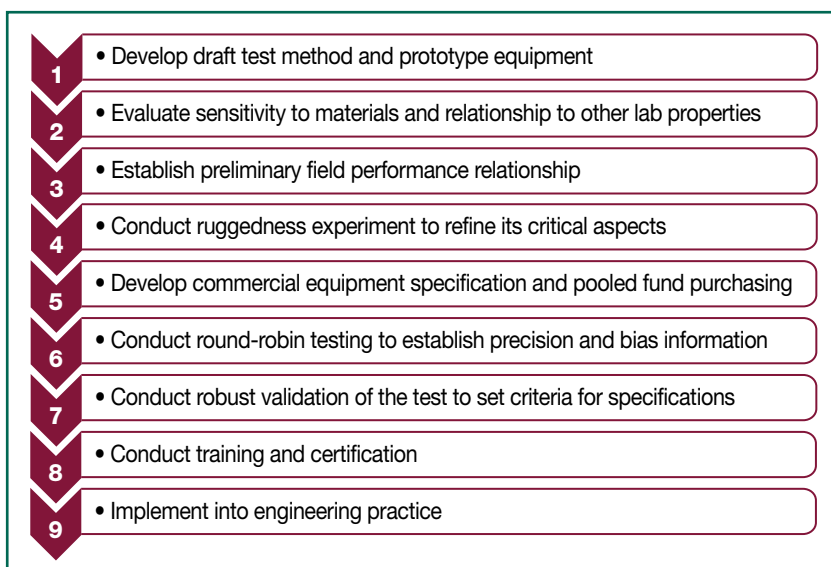 1 • Develop draft test method and prototype equipment
2 • Evaluate sensitivity to materials and relationship to other lab properties
3 • Establish preliminary field performance relationship
4 • Conduct ruggedness experiment to refine its critical aspects
5 • Develop commercial equipment specification and pooled fund purchasing
6 • Conduct round-robin testing to establish precision and bias information
7 • Conduct robust validation of the test to set criteria for specifications
8 • Conduct training and certification
9 • Implement into engineering practice